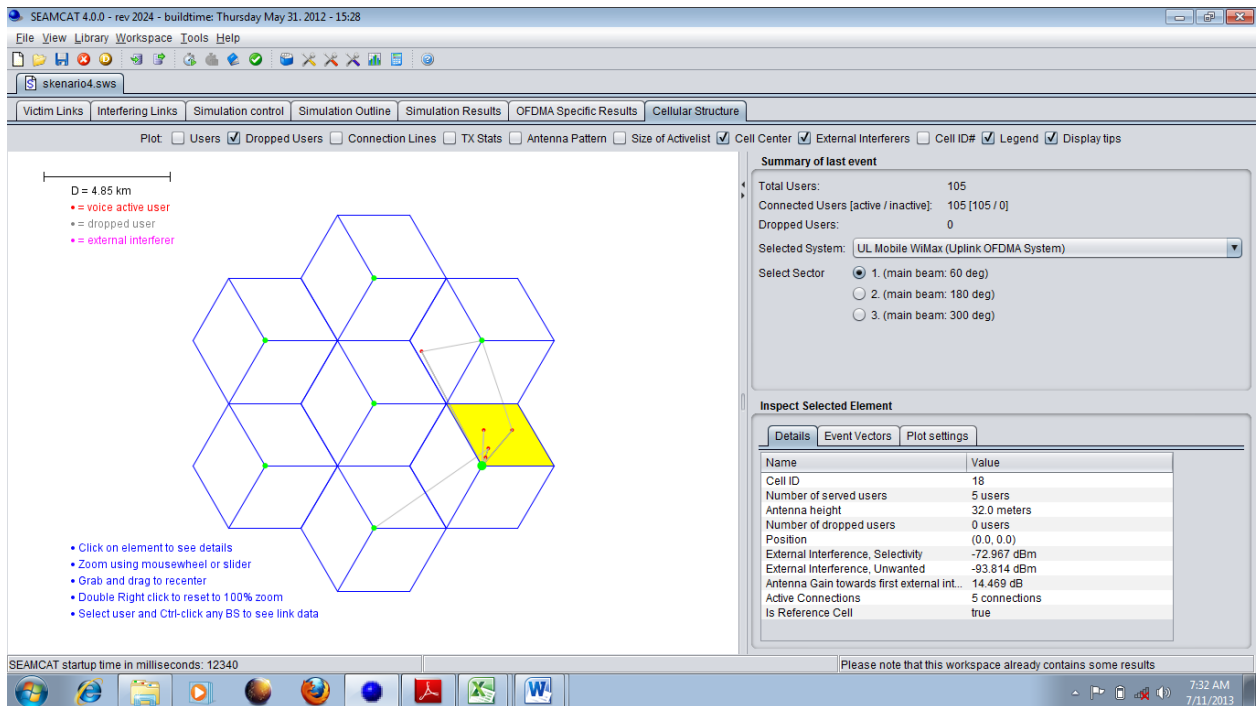 SEAMCAT 4.0.0 - rev 2024 - buildtime: Thursday May 31. 2012 - 15:28
File View Library Workspace Tools Help
skenario4.sws
Victim Links Interfering Links Simulation control Simulation Outline Simulation Results OFDMA Specific Results Cellular Structure
Plot: Users Dropped Users Connection Lines TX Stats Antenna Pattern Size of Activelist Cell Center External Interferers Cell ID# Legend Display tips
D = 4.85 km
• = voice active user
• = dropped user
• = external interferer
• Click on element to see details
• Zoom using mousewheel or slider
• Grab and drag to recenter
• Double Right click to reset to 100% zoom
• Select user and Ctrl-click any BS to see link data
Summary of last event
Total Users: 105
Connected Users [active / inactive]: 105 [105 / 0]
Dropped Users: 0
Selected System: UL Mobile WiMax (Uplink OFDMA System)
Select Sector 1. (main beam: 60 deg)
2. (main beam: 180 deg)
3. (main beam: 300 deg)
Inspect Selected Element
Details Event Vectors Plot settings
Name Value
Cell ID 18
Number of served users 5 users
Antenna height 32.0 meters
Number of dropped users 0 users
Position (0.0, 0.0)
External Interference, Selectivity -72.967 dBm
External Interference, Unwanted -93.814 dBm
Antenna Gain towards first external int... 14.469 dB
Active Connections 5 connections
Is Reference Cell true
SEAMCAT startup time in milliseconds: 12340
Please note that this workspace already contains some results
7:32 AM
7/11/2013